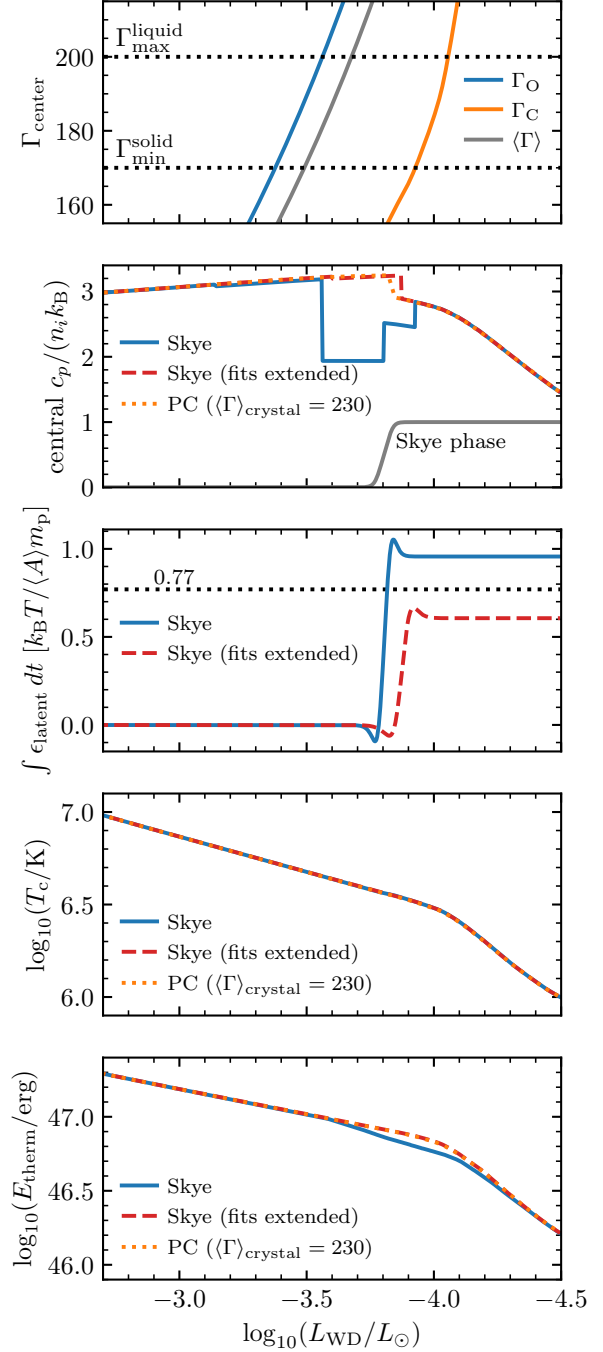 Γ_max^liquid
200
Γ_O
Γ_C
⟨Γ⟩
Γ_center
180
Γ_min^solid
160
3
central c_p/(n_i k_B)
2
Skye
Skye (fits extended)
PC (⟨Γ⟩_crystal = 230)
1
Skye phase
0
∫ ϵ_latent dt [k_B T/⟨A⟩m_p]
1.0
0.77
Skye
0.5
Skye (fits extended)
0.0
7.0
log₁₀(T_c/K)
6.5
Skye
Skye (fits extended)
PC (⟨Γ⟩_crystal = 230)
6.0
47.0
log₁₀(E_therm/erg)
46.5
Skye
Skye (fits extended)
PC (⟨Γ⟩_crystal = 230)
46.0
−3.0 −3.5 −4.0 −4.5
log₁₀(L_WD/L_⊙)